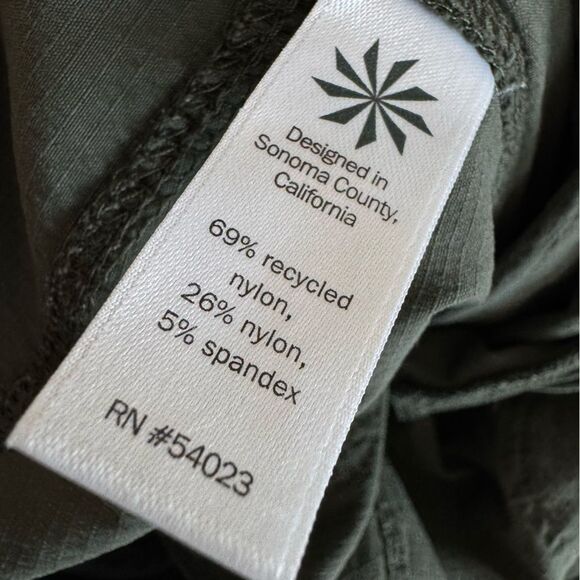 Designed in
Sonoma County,
California
69% recycled
nylon,
26% nylon,
5% spandex
RN #54023